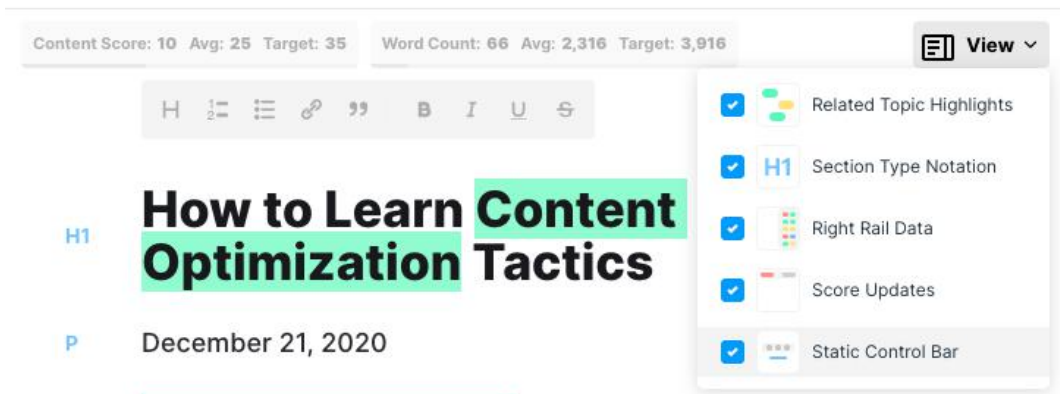 Content Score: 10 Avg: 25 Target: 35 Word Count: 66 Avg: 2,316 Target: 3,916
View
H B I U S
Related Topic Highlights
H1 Section Type Notation
Right Rail Data
Score Updates
Static Control Bar
H1
How to Learn Content
Optimization Tactics
P
December 21, 2020